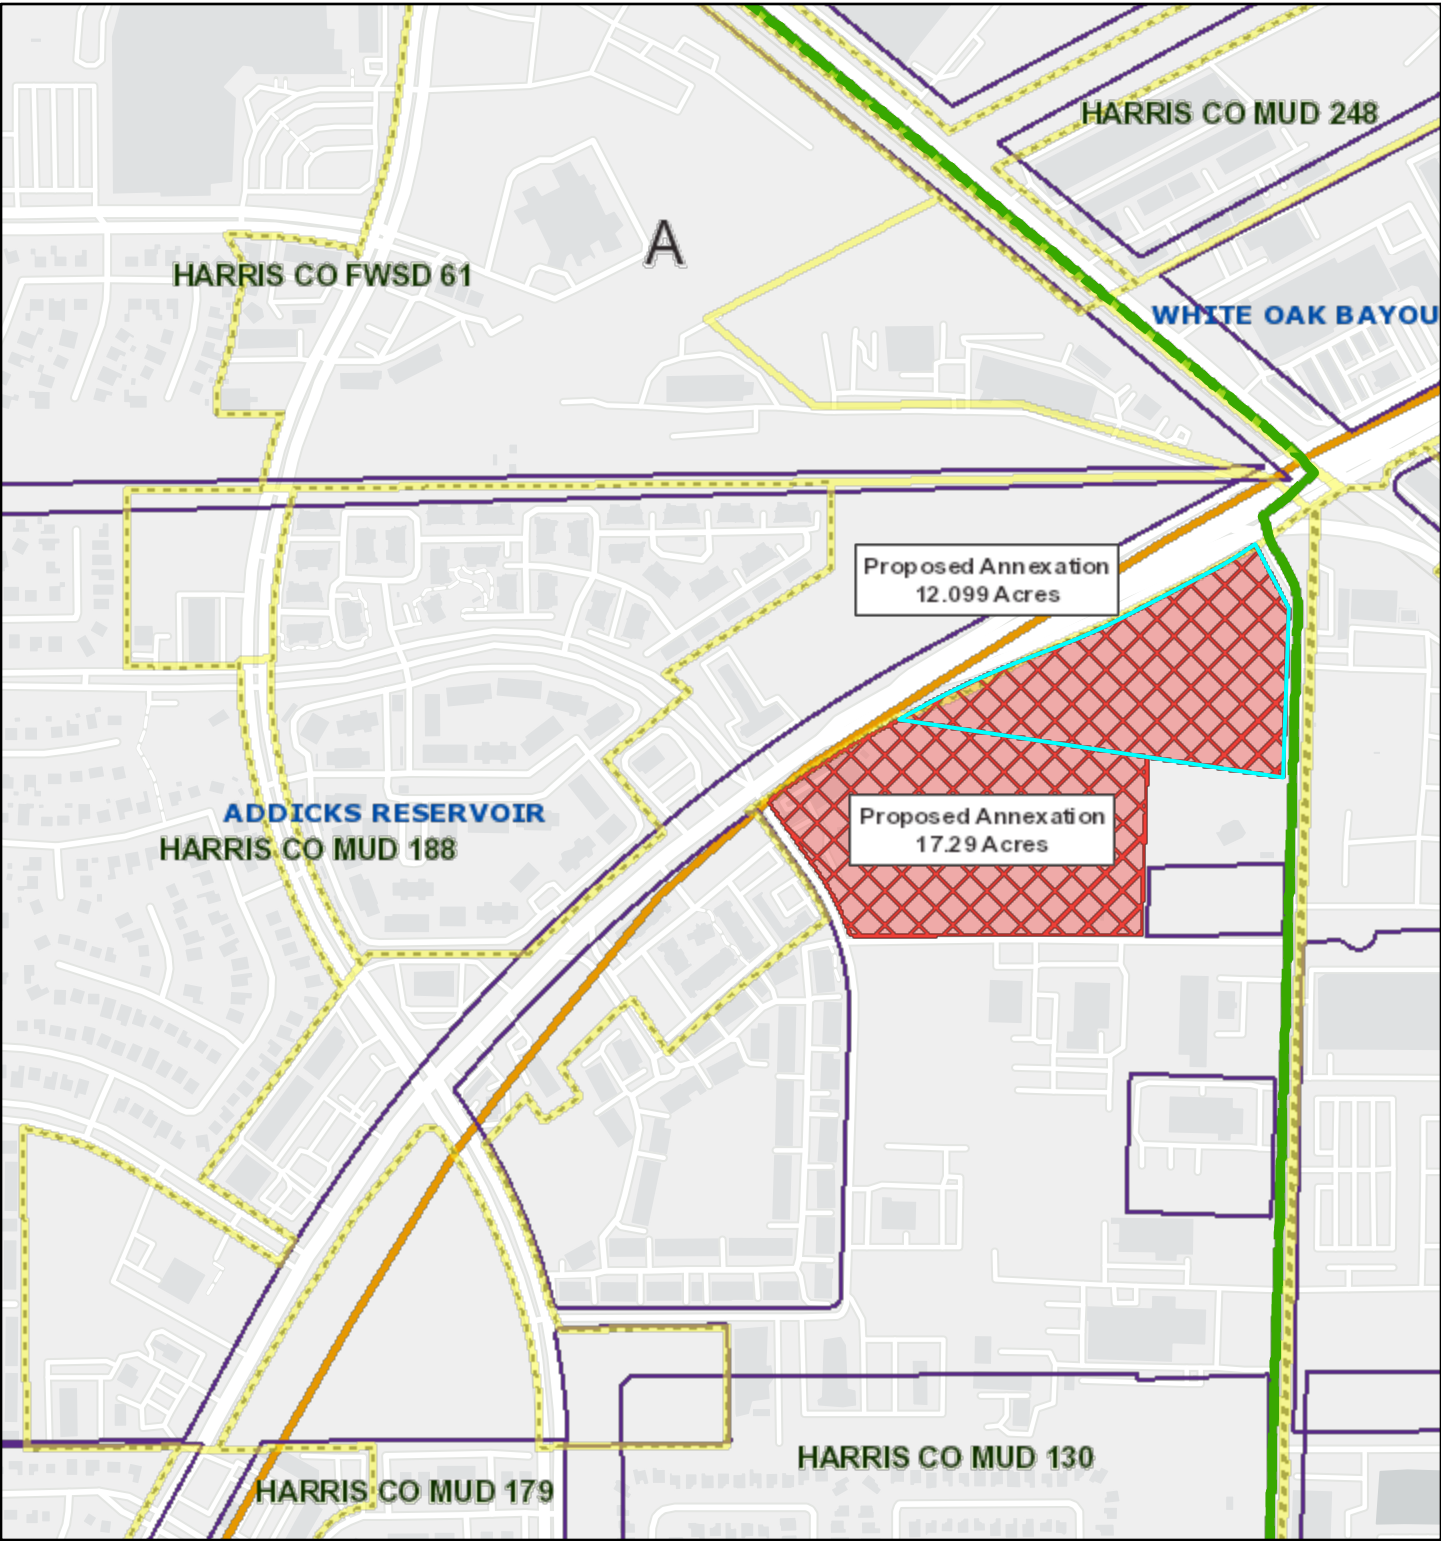 HARRIS CO MUD 248
A
HARRIS CO FWSD 61
WHITE OAK BAYOU
Proposed Annexation
12.099 Acres
ADDICKS RESERVOIR
HARRIS CO MUD 188
Proposed Annexation
17.29 Acres
HARRIS CO MUD 130
HARRIS CO MUD 179